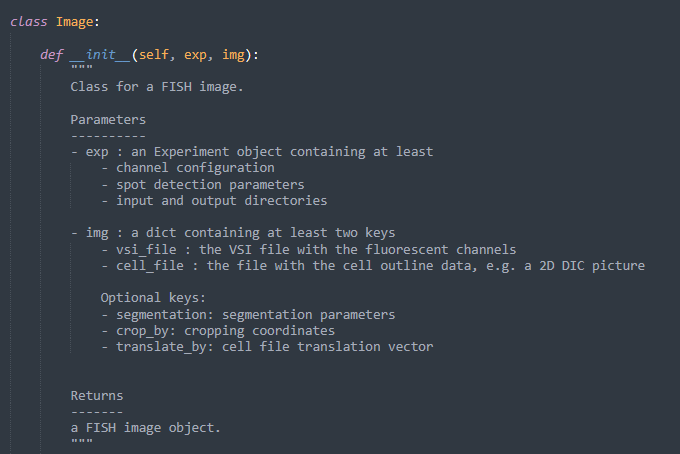 class Image:
def __init__(self, exp, img):
"""
Class for a FISH image.
Parameters
----------
- exp : an Experiment object containing at least
- channel configuration
- spot detection parameters
- input and output directories
- img : a dict containing at least two keys
- vsi_file : the VSI file with the fluorescent channels
- cell_file : the file with the cell outline data, e.g. a 2D DIC picture
Optional keys:
- segmentation: segmentation parameters
- crop_by: cropping coordinates
- translate_by: cell file translation vector
Returns
-------
a FISH image object.
"""